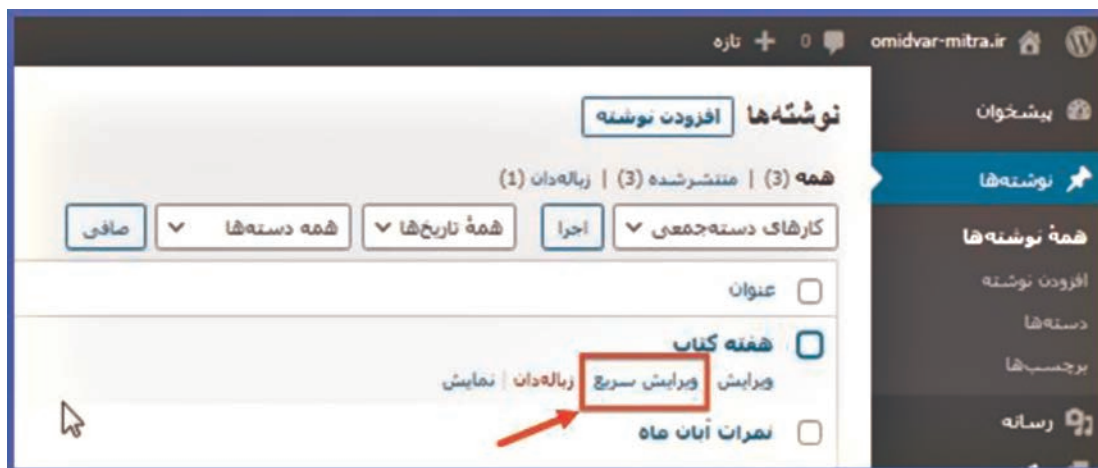 omidvar-mitra.ir 0 تازه
پیشخوان
نوشته‌ها
همهٔ نوشته‌ها
افزودن نوشته
دسته‌ها
برچسب‌ها
رسانه
نوشته‌ها افزودن نوشته
همه (3) | منتشرشده (3) | زباله‌دان (1)
کارهای دسته‌جمعی اجرا همهٔ تاریخ‌ها همه دسته‌ها صافی
عنوان
هفته کتاب
ویرایش | ویرایش سریع | زباله‌دان | نمایش
نمرات آبان ماه